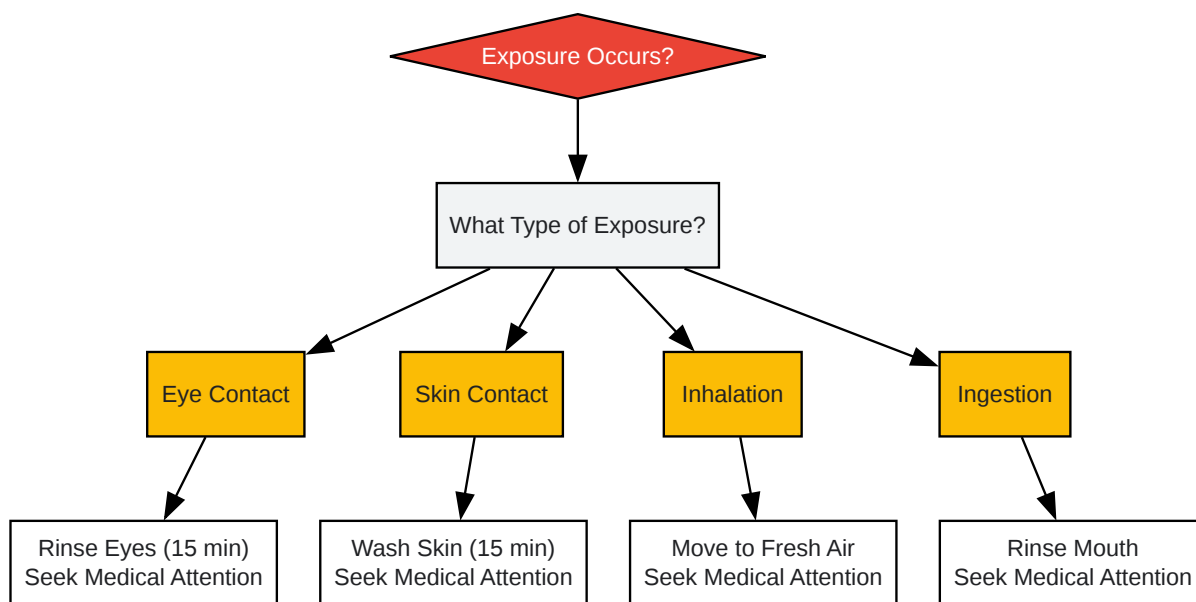 Exposure Occurs?
What Type of Exposure?
Eye Contact
Skin Contact
Inhalation
Ingestion
Rinse Eyes (15 min)
Seek Medical Attention
Wash Skin (15 min)
Seek Medical Attention
Move to Fresh Air
Seek Medical Attention
Rinse Mouth
Seek Medical Attention